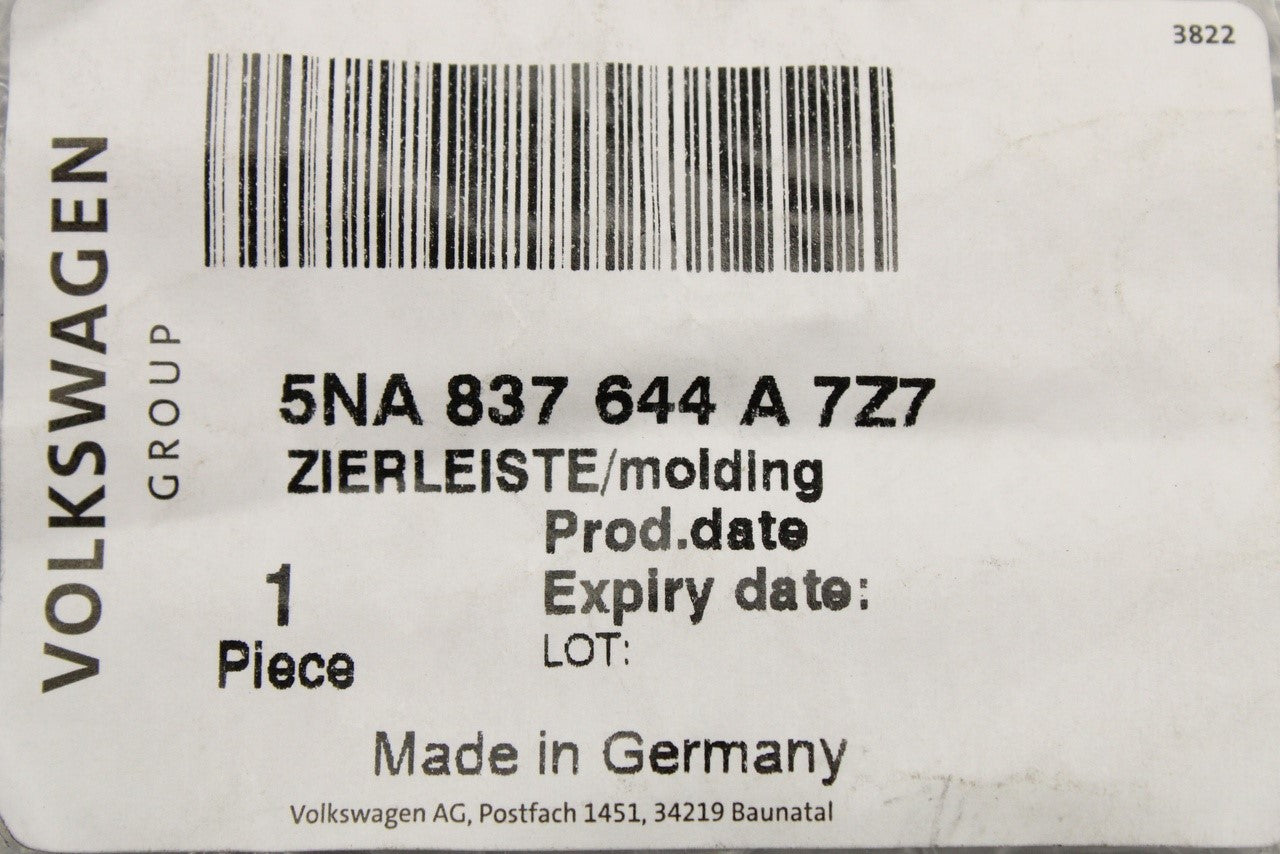 3822
VOLKSWAGEN
GROUP
5NA 837 644 A 7Z7
ZIERLEISTE/molding
Prod.date
Expiry date:
1
Piece
LOT:
Made in Germany
Volkswagen AG, Postfach 1451, 34219 Baunatal